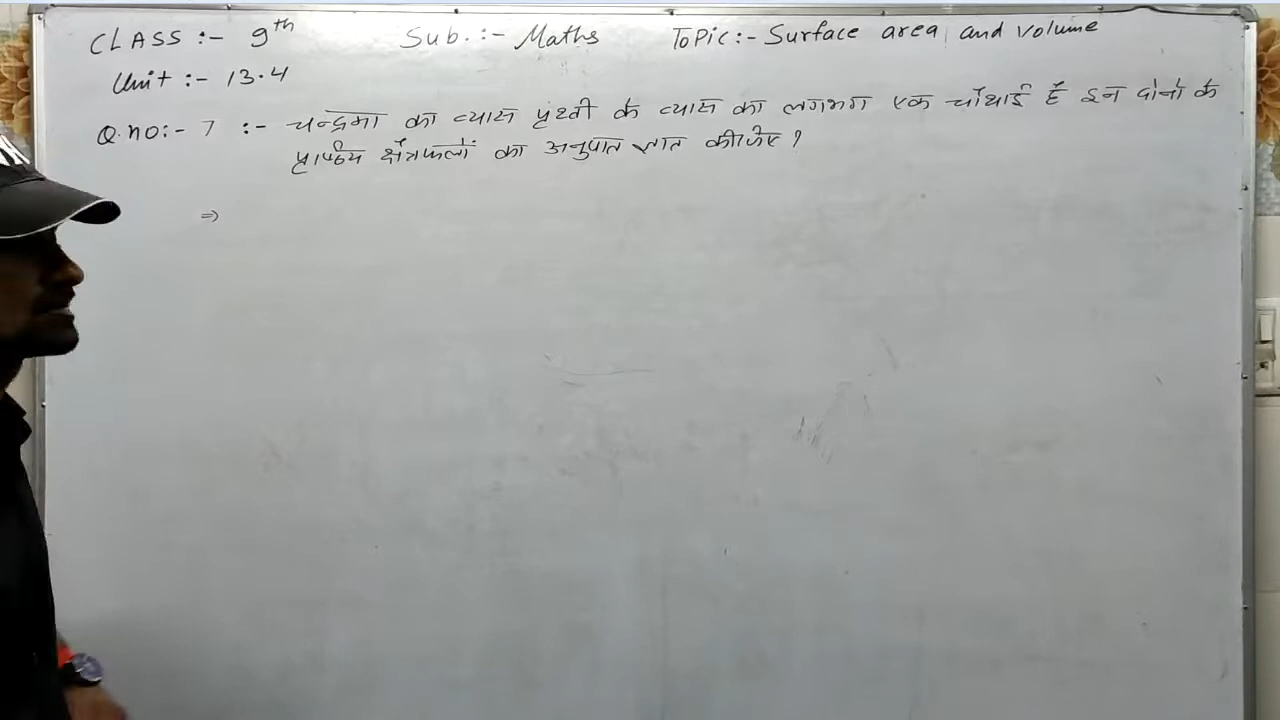 CLASS :- 9th Sub. :- Maths Topic:- Surface area and volume
Unit :- 13.4
Q.no:- 7 :- चन्द्रमा का व्यास पृथ्वी के व्यास का लगभग एक चौथाई है इन दोनों के
पृष्ठीय क्षेत्रफलों का अनुपात ज्ञात कीजिए ?
⇒